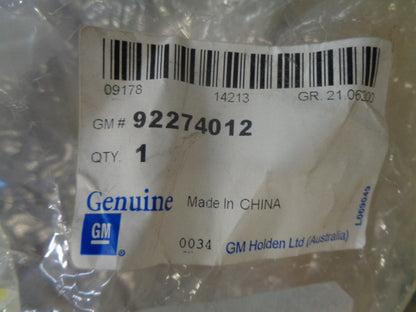 09178 14213 GR. 21.06300
GM # 92274012
QTY. 1
Genuine Made In CHINA
GM ®
0034 GM Holden Ltd (Australia)
L009049